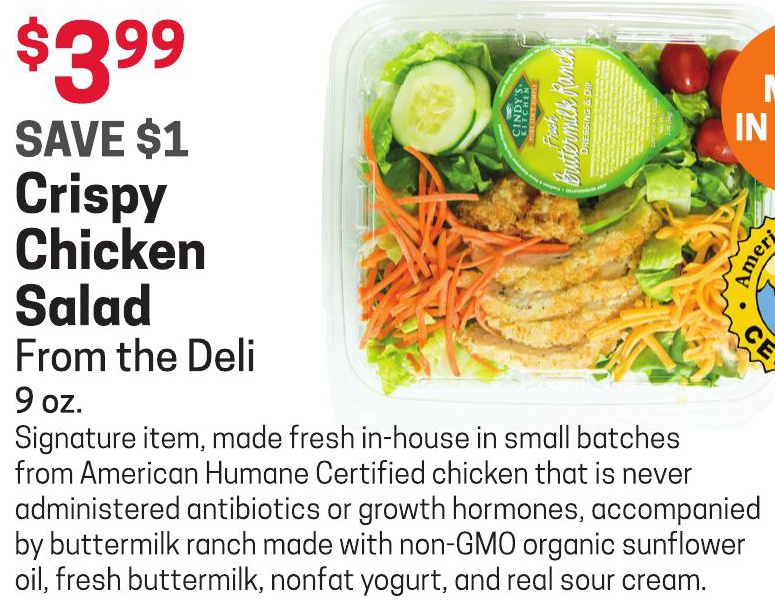 $3.99
SAVE $1
Crispy
Chicken
Salad
From the Deli
9 oz.
Signature item, made fresh in-house in small batches
from American Humane Certified chicken that is never
administered antibiotics or growth hormones, accompanied
by buttermilk ranch made with non-GMO organic sunflower
oil, fresh buttermilk, nonfat yogurt, and real sour cream.
CINDY'S
KITCHEN
Fresh
Buttermilk Ranch
DRESSING & DIP
IN
Ameri
CE